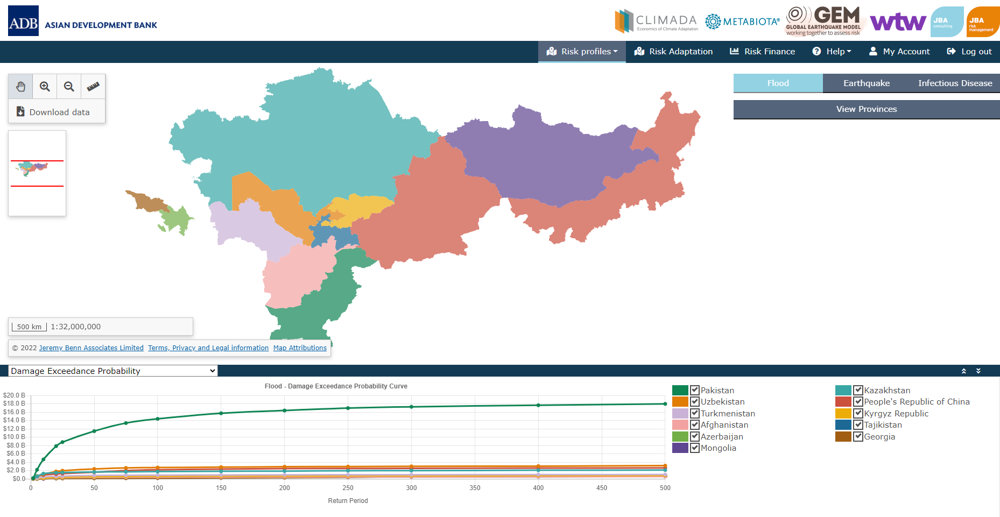 ADB ASIAN DEVELOPMENT BANK
CLIMADA
Economics of Climate Adaptation
METABIOTA®
GEM
GLOBAL EARTHQUAKE MODEL
working together to assess risk
wtw
JBA
consulting
JBA
risk
management
Risk profiles
Risk Adaptation
Risk Finance
Help
My Account
Log out
Download data
Flood
Earthquake
Infectious Disease
View Provinces
500 km 1:32,000,000
© 2022 Jeremy Benn Associates Limited Terms, Privacy and Legal information Map Attributions
Damage Exceedance Probability
Flood - Damage Exceedance Probability Curve
$20.0 B
$18.0 B
$16.0 B
$14.0 B
$12.0 B
$10.0 B
$8.0 B
$6.0 B
$4.0 B
$2.0 B
$0.0
0 50 100 150 200 250 300 350 400 450 500
Return Period
Pakistan
Uzbekistan
Turkmenistan
Afghanistan
Azerbaijan
Mongolia
Kazakhstan
People's Republic of China
Kyrgyz Republic
Tajikistan
Georgia